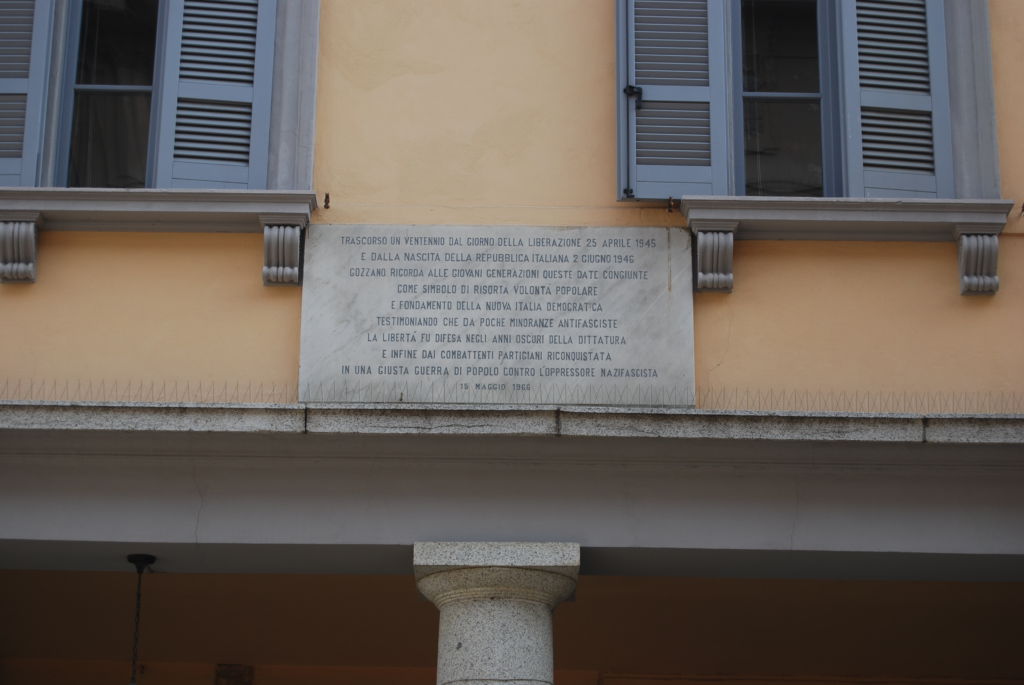 TRASCORSO UN VENTENNIO DAL GIORNO DELLA LIBERAZIONE 25 APRILE 1945
E DALLA NASCITA DELLA REPUBBLICA ITALIANA 2 GIUGNO 1946
GOZZANO RICORDA ALLE GIOVANI GENERAZIONI QUESTE DATE CONGIUNTE
COME SIMBOLO DI RISORTA VOLONTÀ POPOLARE
E FONDAMENTO DELLA NUOVA ITALIA DEMOCRATICA
TESTIMONIANDO CHE DA POCHE MINORANZE ANTIFASCISTE
LA LIBERTÀ FU DIFESA NEGLI ANNI OSCURI DELLA DITTATURA
E INFINE DAI COMBATTENTI PARTIGIANI RICONQUISTATA
IN UNA GIUSTA GUERRA DI POPOLO CONTRO L'OPPRESSORE NAZIFASCISTA
15 MAGGIO 1966